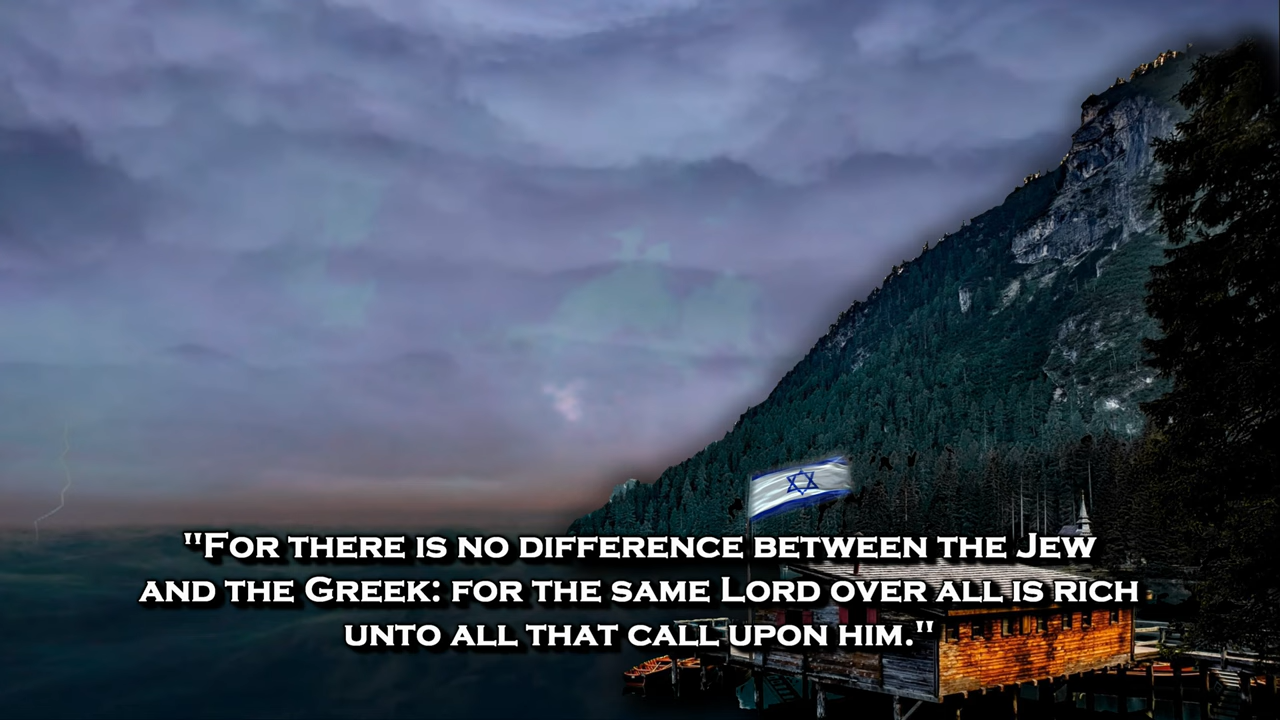 "For there is no difference between the Jew
and the Greek: for the same Lord over all is rich
unto all that call upon him."